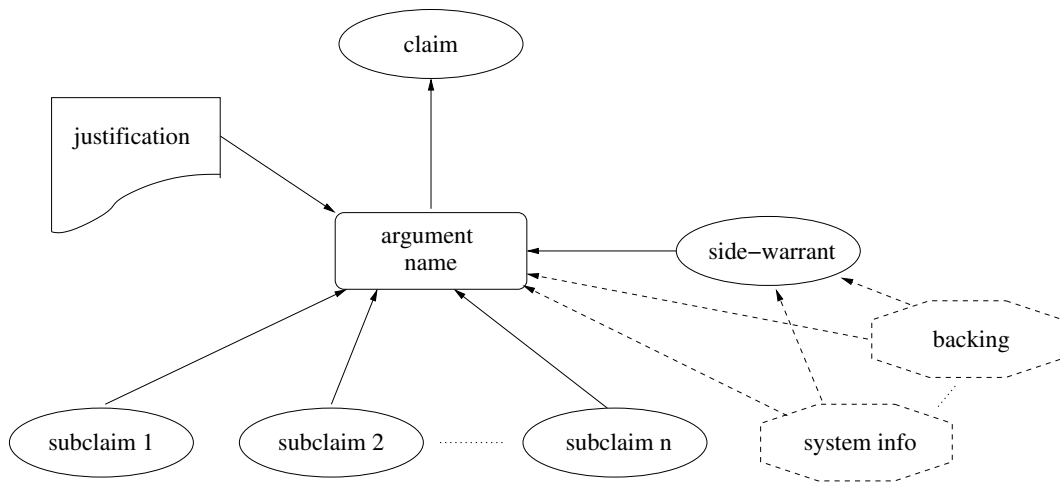 claim
justification
argument
name
side−warrant
backing
subclaim 1
subclaim 2
subclaim n
system info